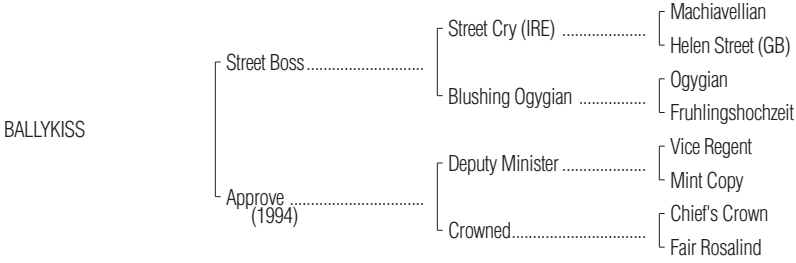 Machiavellian
Street Cry (IRE) ....................
Helen Street (GB)
Street Boss ............................
Ogygian
Blushing Ogygian ................
Fruhlingshochzeit
BALLYKISS
Vice Regent
Deputy Minister ....................
Mint Copy
Approve ................................
(1994)
Chief's Crown
Crowned ................................
Fair Rosalind